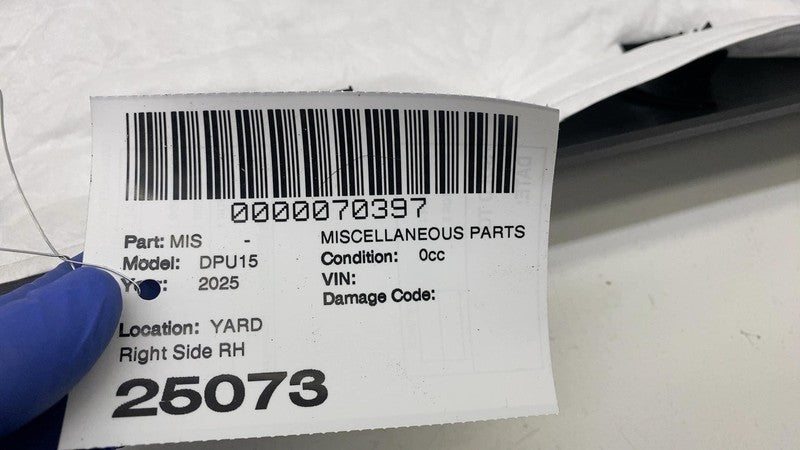 0000070397
Part: MIS - MISCELLANEOUS PARTS
Model: DPU15 Condition: 0cc
2025 VIN:
Damage Code:
Location: YARD
Right Side RH
25073